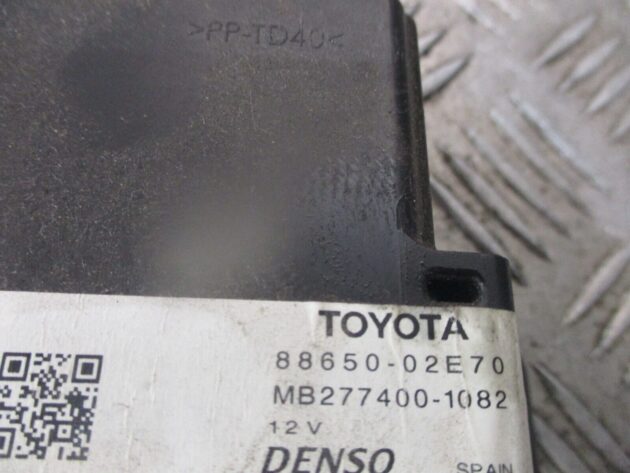 >PP-TD40<
TOYOTA
88650-02E70
MB277400-1082
12V
DENSO SPAIN